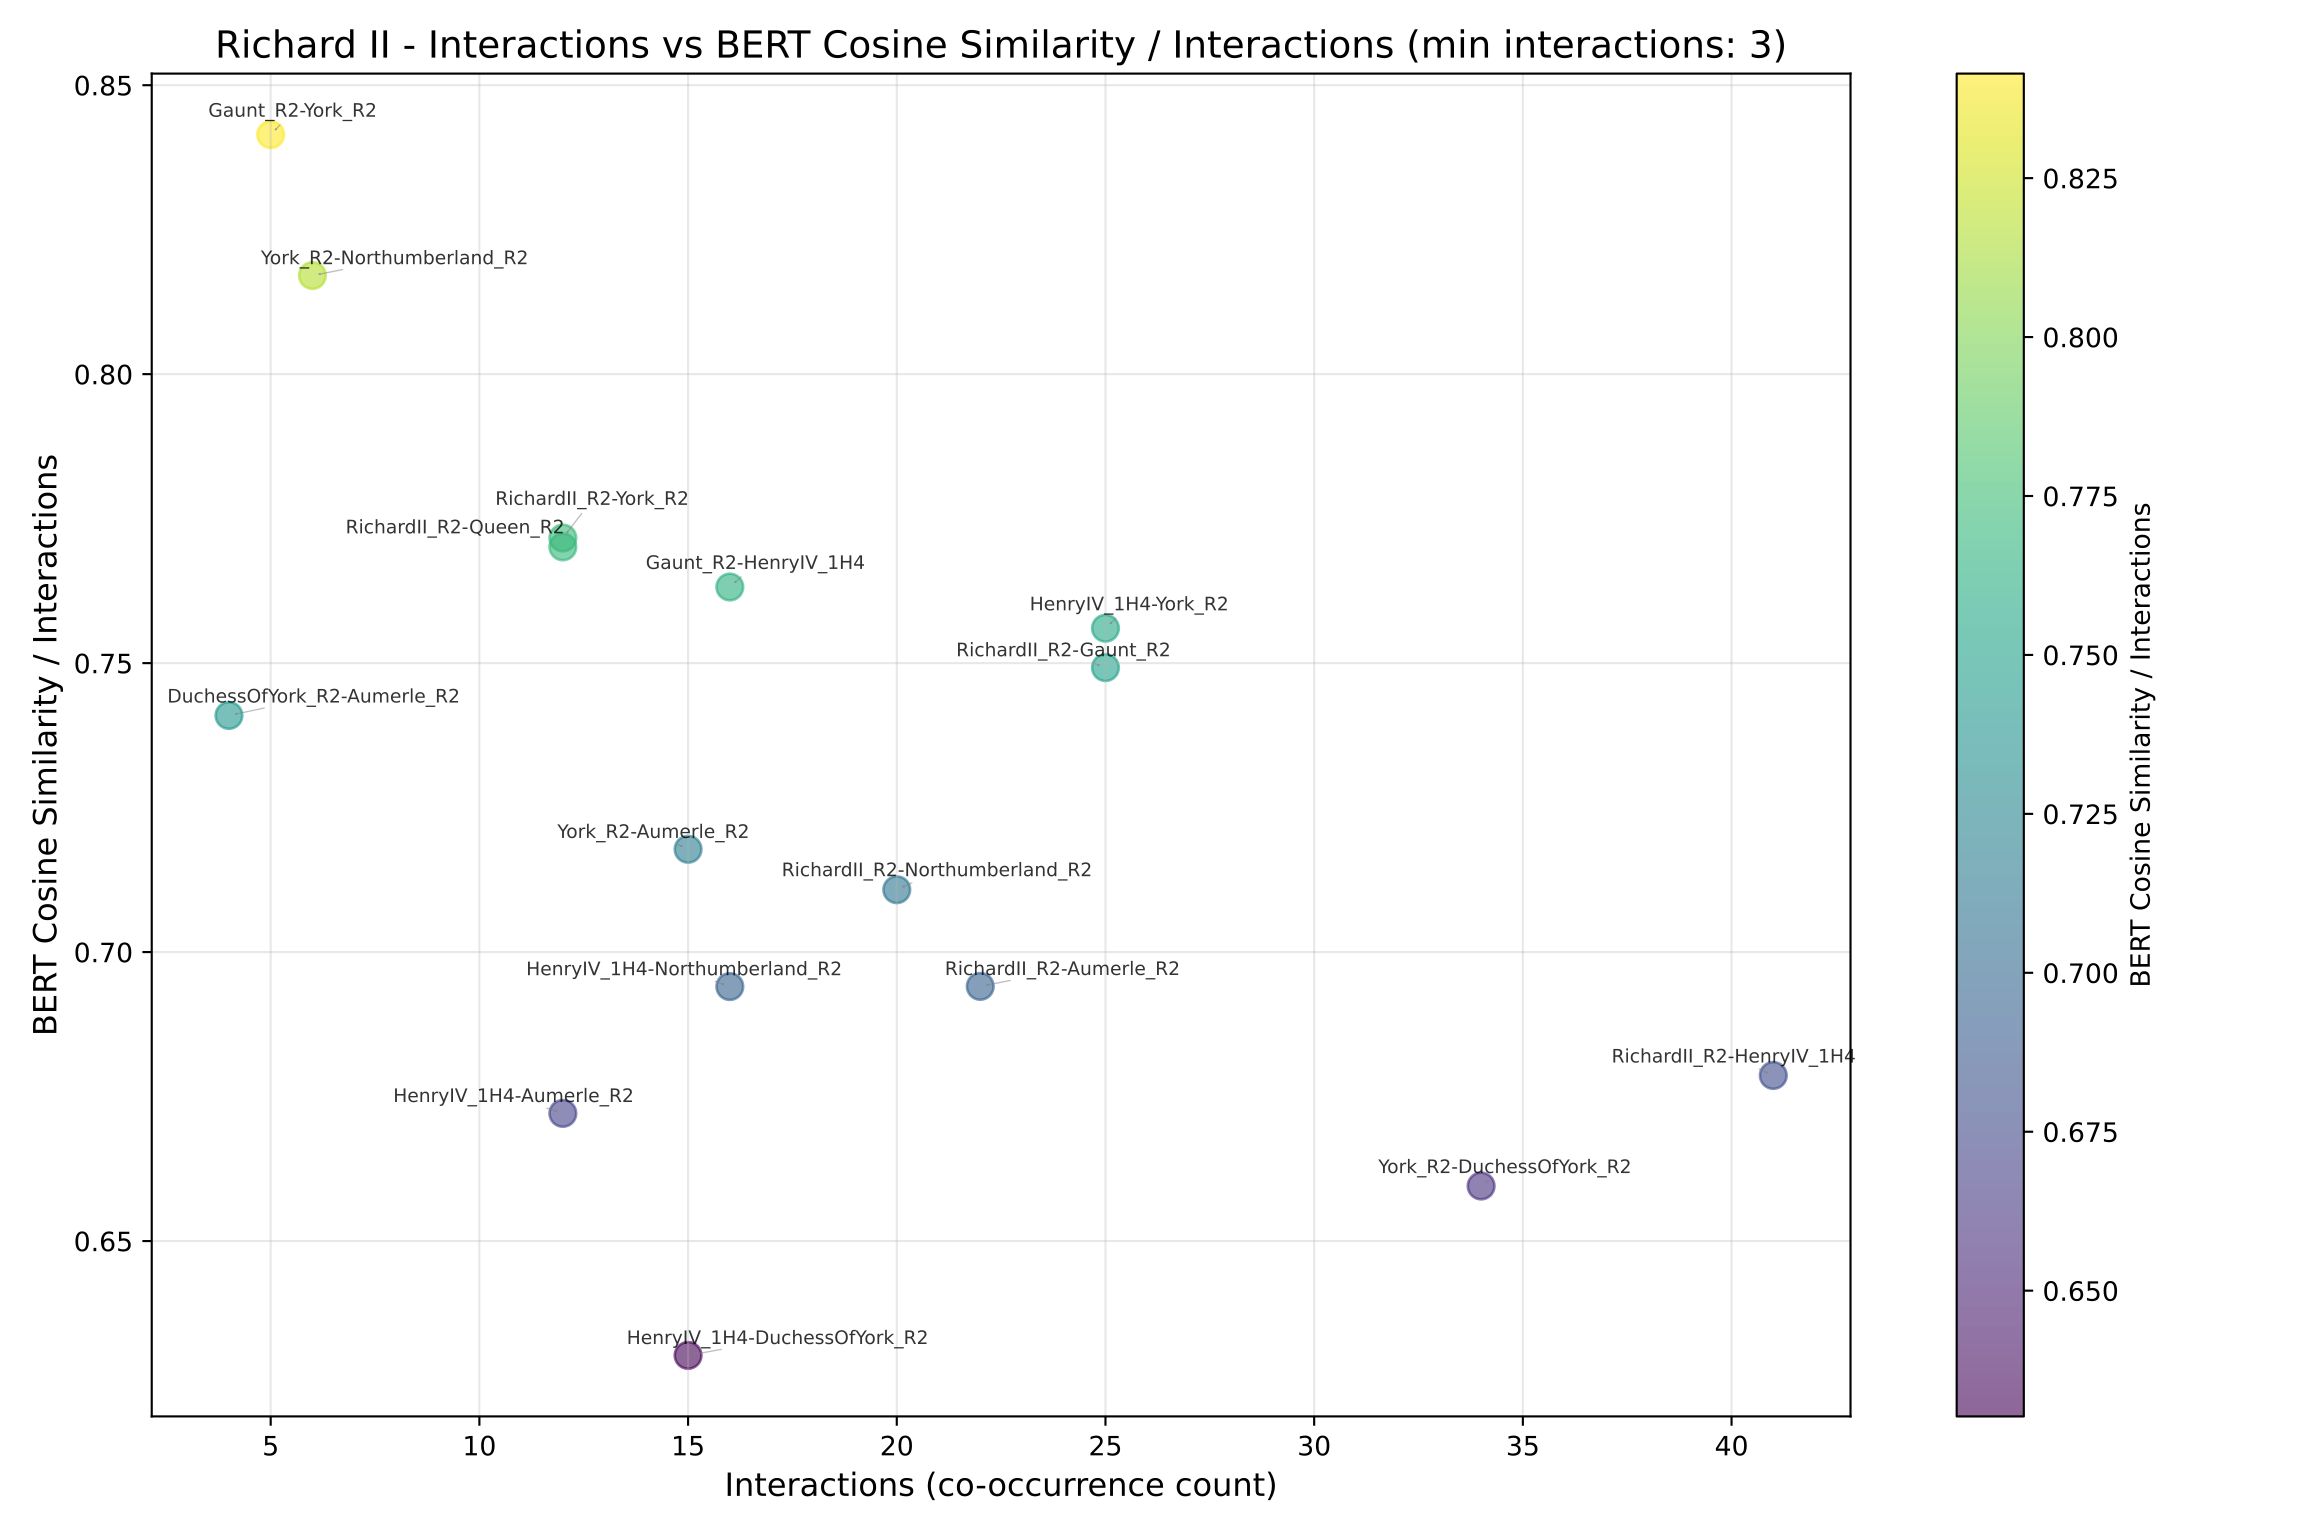 Richard II - Interactions vs BERT Cosine Similarity / Interactions (min interactions: 3)
BERT Cosine Similarity / Interactions
0.85
0.80
0.75
0.70
0.65
Gaunt_R2-York_R2
York_R2-Northumberland_R2
RichardII_R2-York_R2
RichardII_R2-Queen_R2
Gaunt_R2-HenryIV_1H4
HenryIV_1H4-York_R2
RichardII_R2-Gaunt_R2
DuchessOfYork_R2-Aumerle_R2
York_R2-Aumerle_R2
RichardII_R2-Northumberland_R2
HenryIV_1H4-Northumberland_R2
RichardII_R2-Aumerle_R2
RichardII_R2-HenryIV_1H4
HenryIV_1H4-Aumerle_R2
York_R2-DuchessOfYork_R2
HenryIV_1H4-DuchessOfYork_R2
5
10
15
20
25
30
35
40
Interactions (co-occurrence count)
0.825
0.800
0.775
0.750
0.725
0.700
0.675
0.650
BERT Cosine Similarity / Interactions